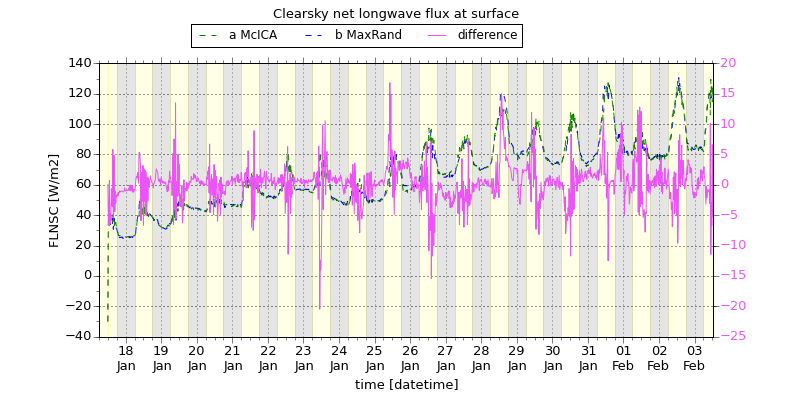 Clearsky net longwave flux at surface
a McICA b MaxRand difference
140 120 100 80 60 40 20 0 −20 −40
FLNSC [W/m2]
20 15 10 5 0 −5 −10 −15 −20 −25
18 19 20 21 22 23 24 25 26 27 28 29 30 31 01 02 03
Jan Jan Jan Jan Jan Jan Jan Jan Jan Jan Jan Jan Jan Jan Feb Feb Feb
time [datetime]